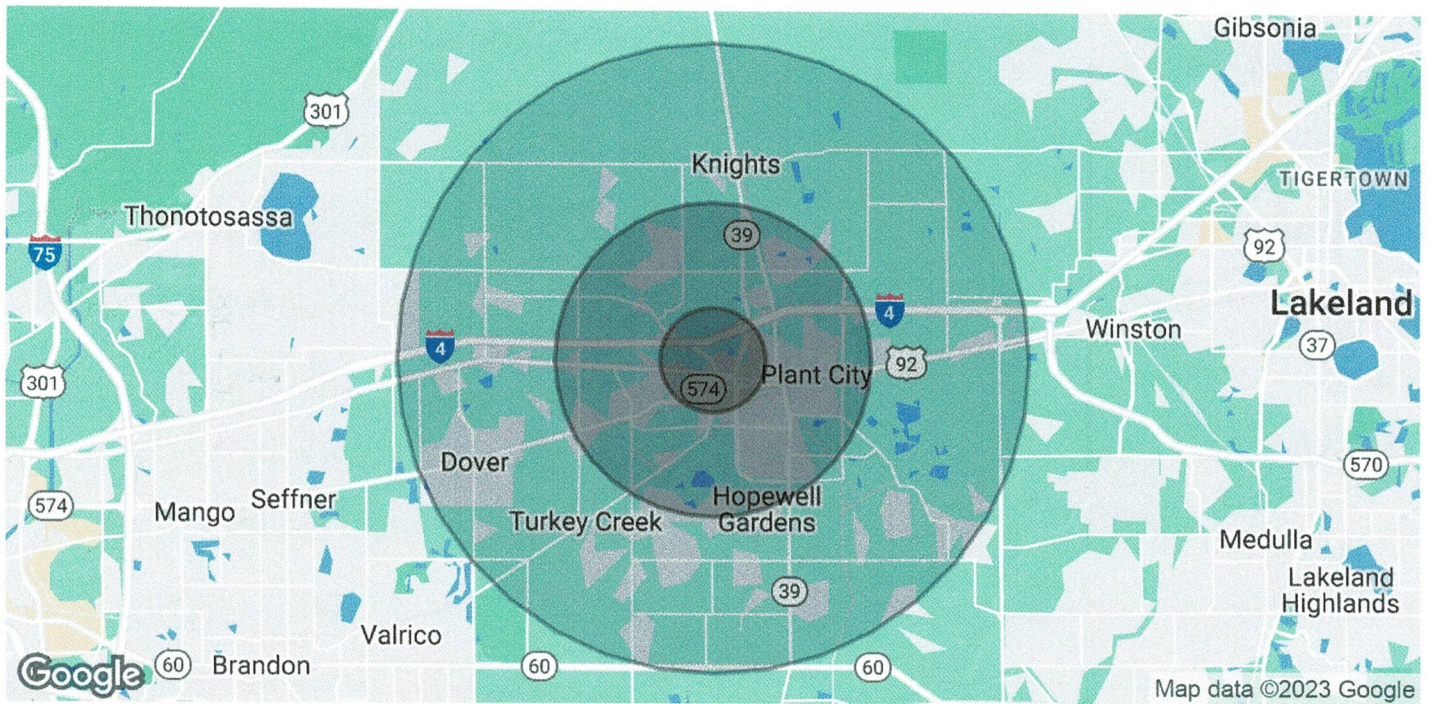 Gibsonia
301
Knights
TIGERTOWN
Thonotosassa
39
92
75
Lakeland
4
Winston
4
37
92
301
Plant City
574
Dover
570
Seffner
574
Mango
Hopewell
Gardens
Turkey Creek
Medulla
Lakeland
Highlands
39
Valrico
Google
60
Brandon
60
60
Map data ©2023 Google